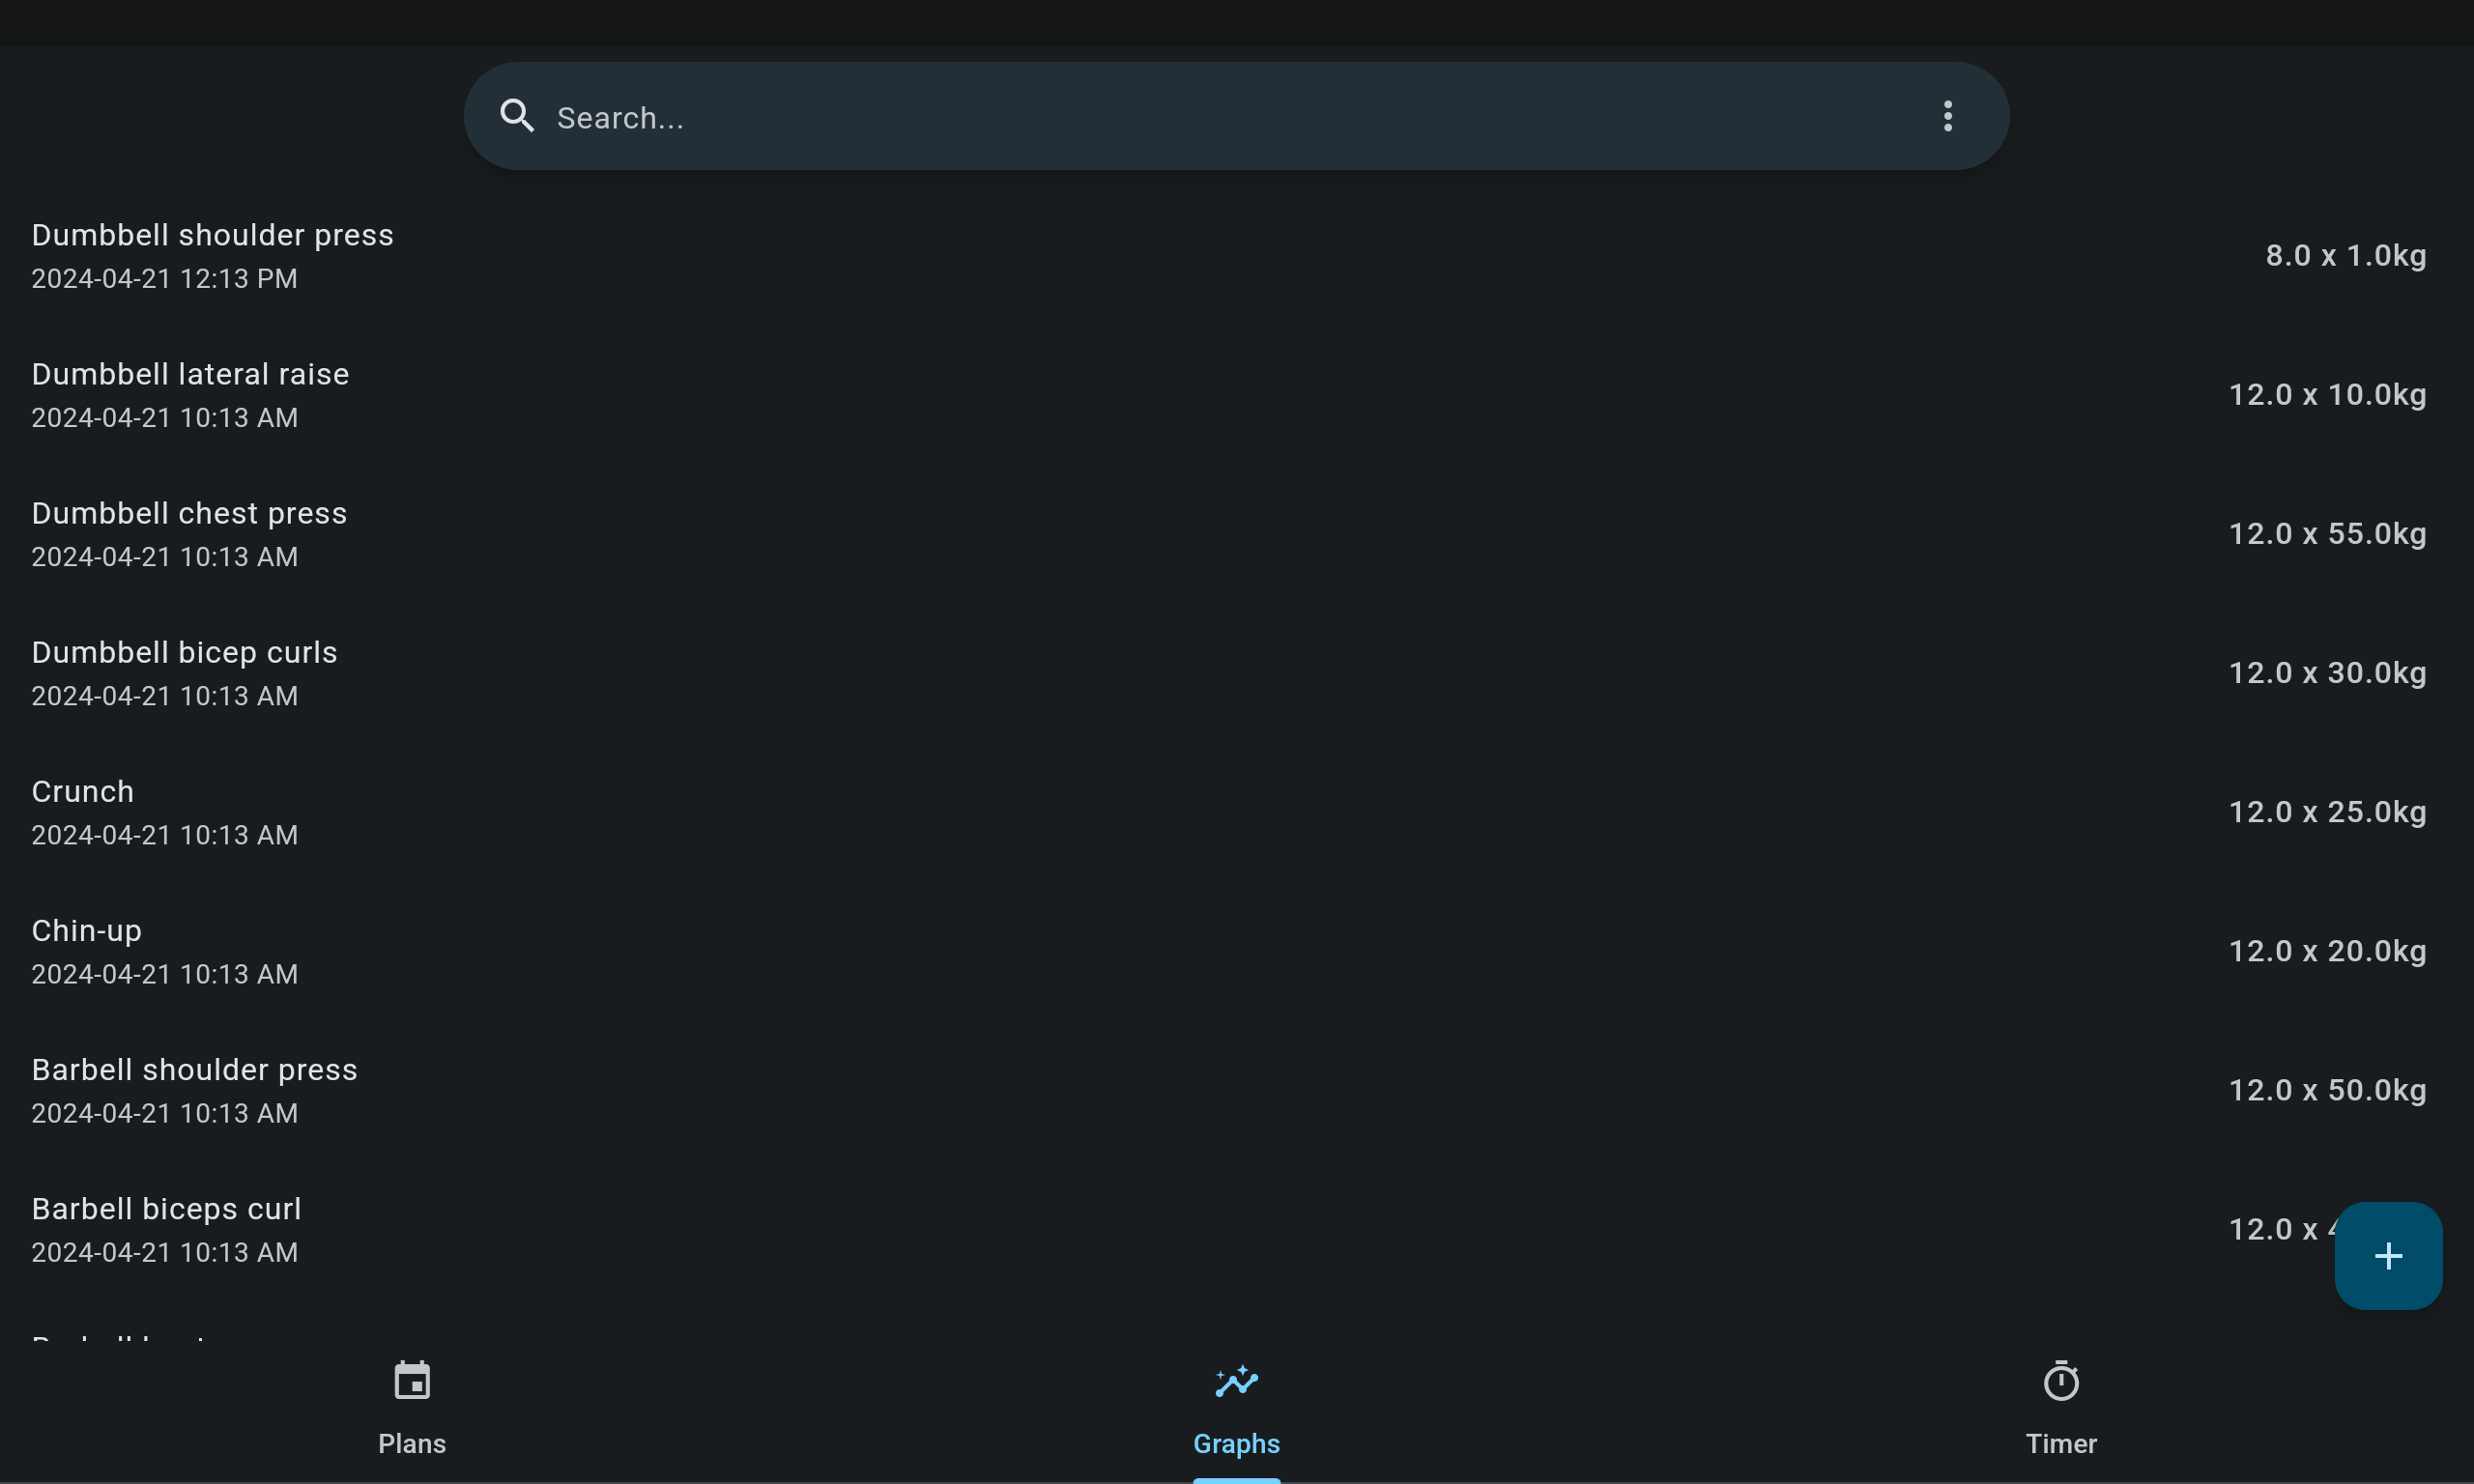 Search...
Dumbbell shoulder press
2024-04-21 12:13 PM
8.0 x 1.0kg
Dumbbell lateral raise
2024-04-21 10:13 AM
12.0 x 10.0kg
Dumbbell chest press
2024-04-21 10:13 AM
12.0 x 55.0kg
Dumbbell bicep curls
2024-04-21 10:13 AM
12.0 x 30.0kg
Crunch
2024-04-21 10:13 AM
12.0 x 25.0kg
Chin-up
2024-04-21 10:13 AM
12.0 x 20.0kg
Barbell shoulder press
2024-04-21 10:13 AM
12.0 x 50.0kg
Barbell biceps curl
2024-04-21 10:13 AM
12.0 x
Plans
Graphs
Timer